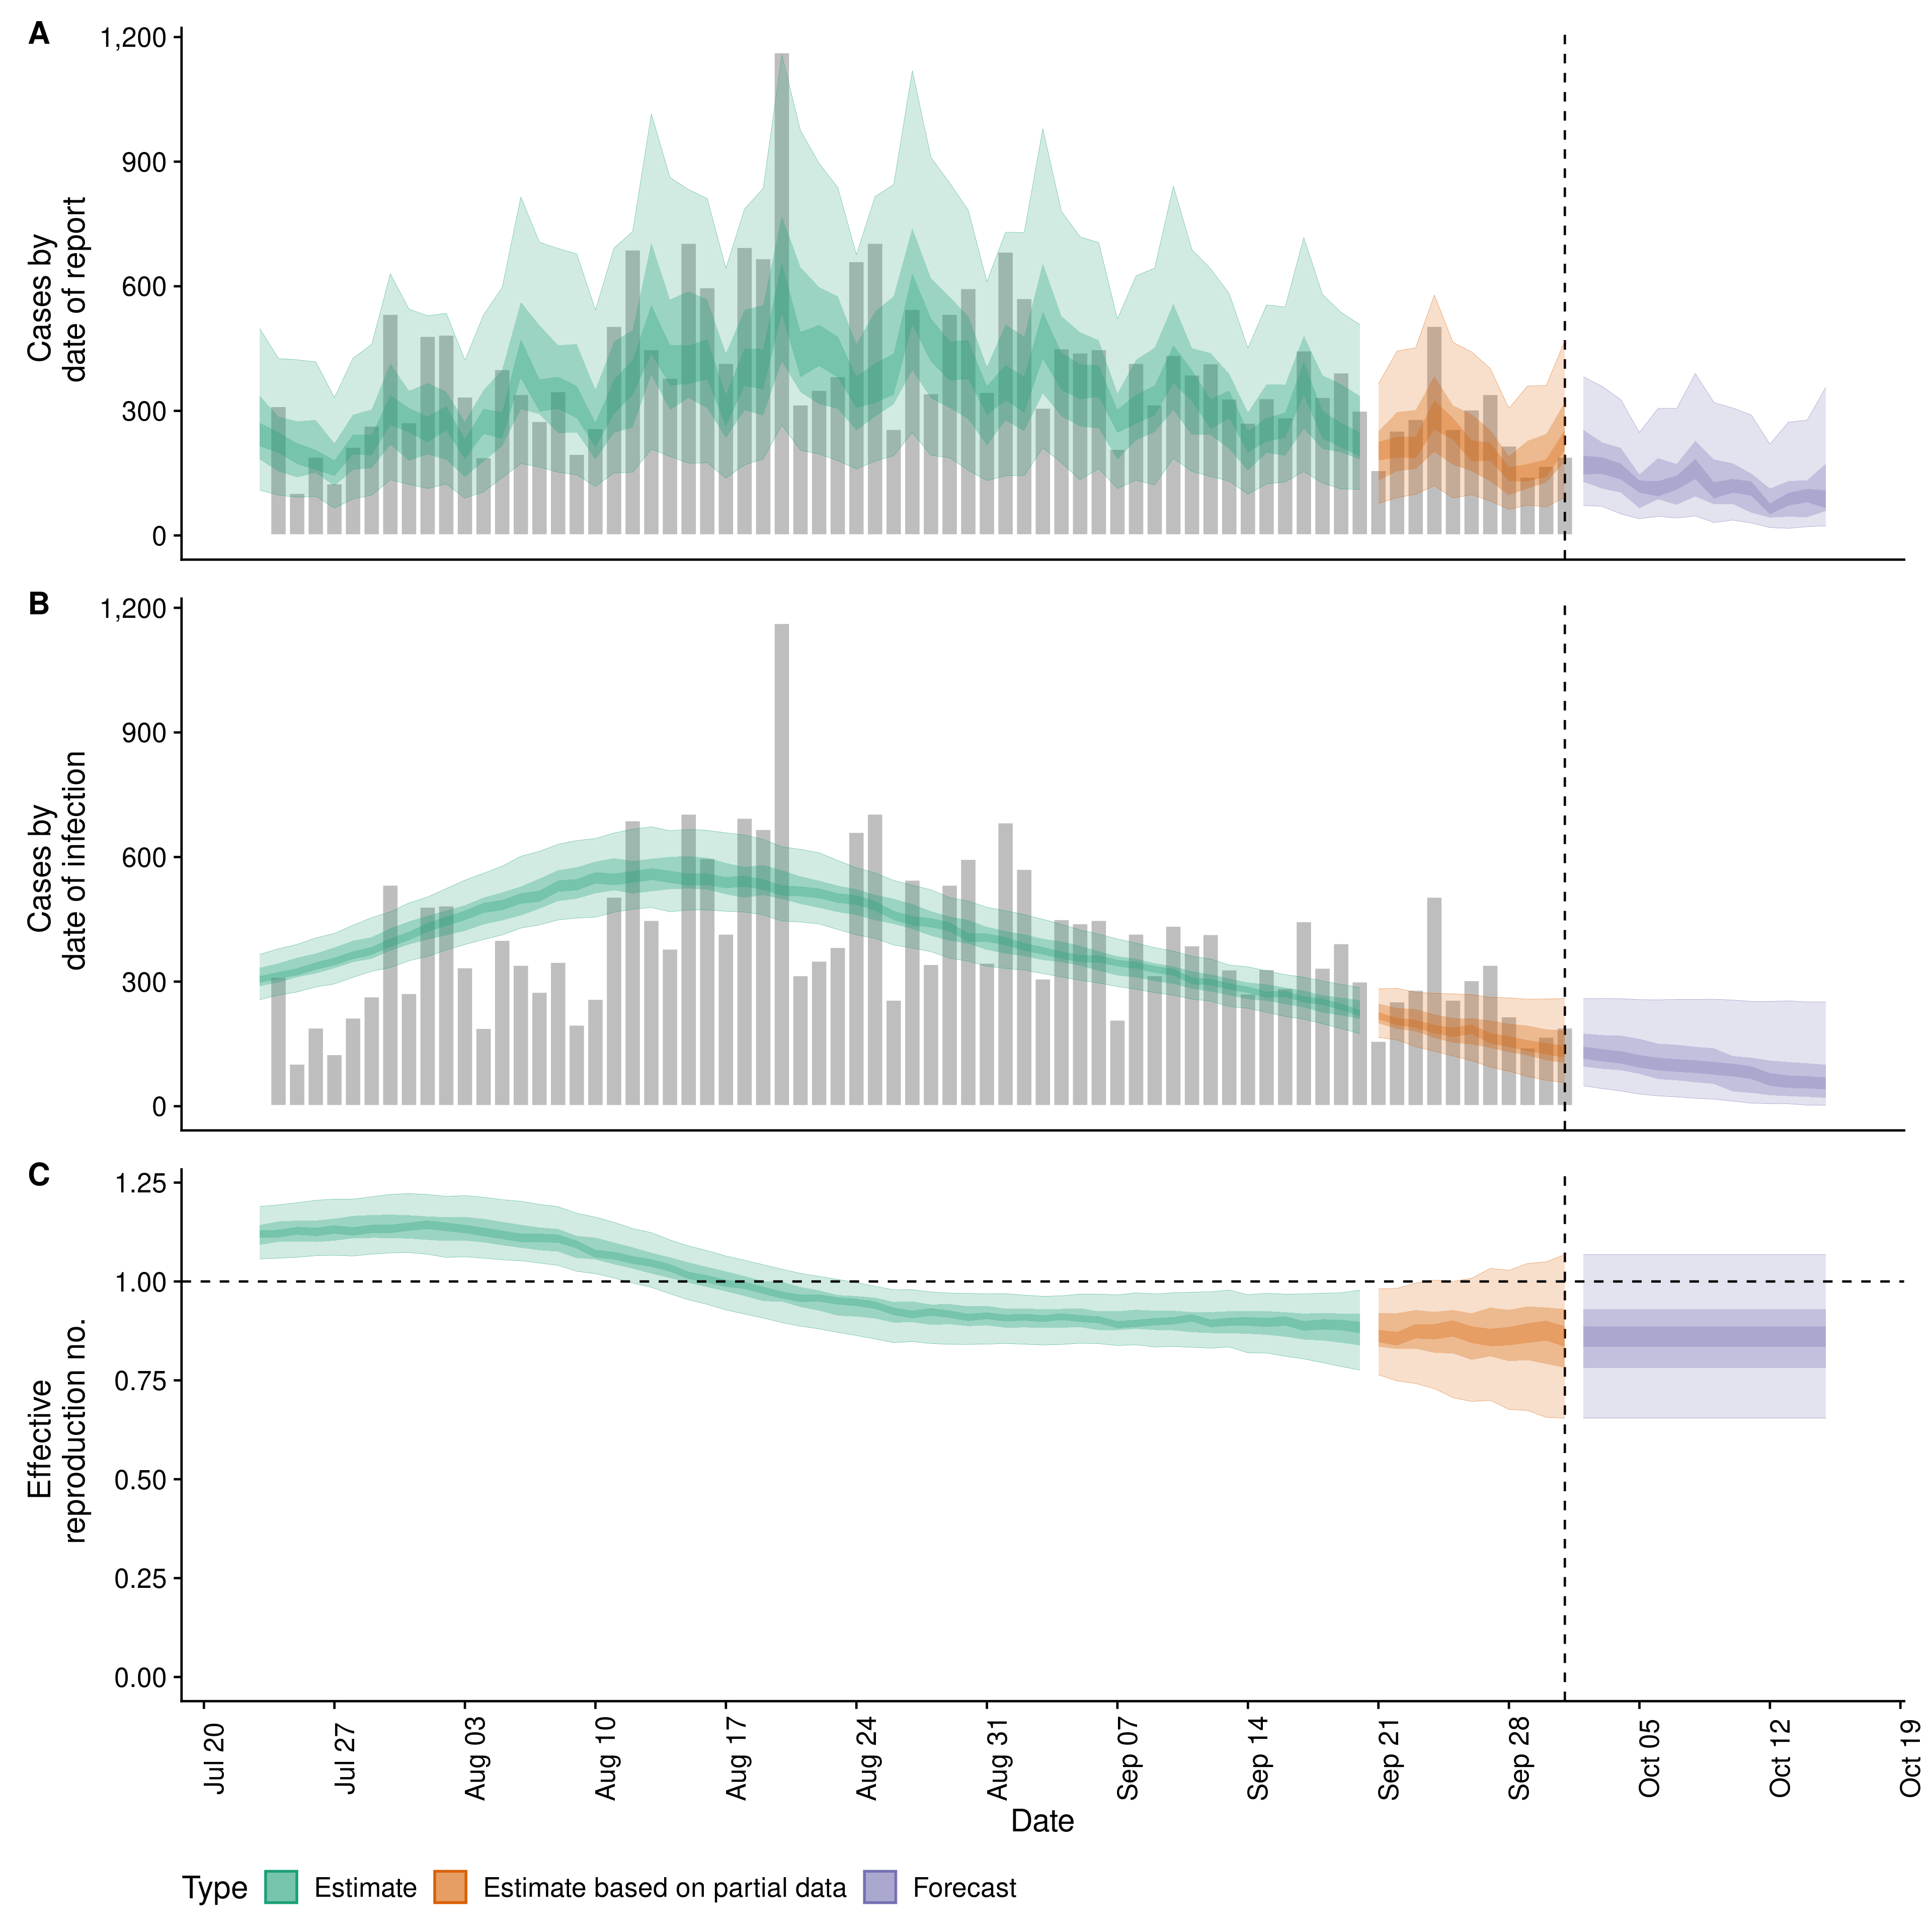 A
1,200
900
600
300
0
Cases by
date of report
B
1,200
900
600
300
0
Cases by
date of infection
C
1.25
1.00
0.75
0.50
0.25
0.00
Effective
reproduction no.
Jul 20
Jul 27
Aug 03
Aug 10
Aug 17
Aug 24
Aug 31
Sep 07
Sep 14
Sep 21
Sep 28
Oct 05
Oct 12
Oct 19
Date
Type Estimate Estimate based on partial data Forecast